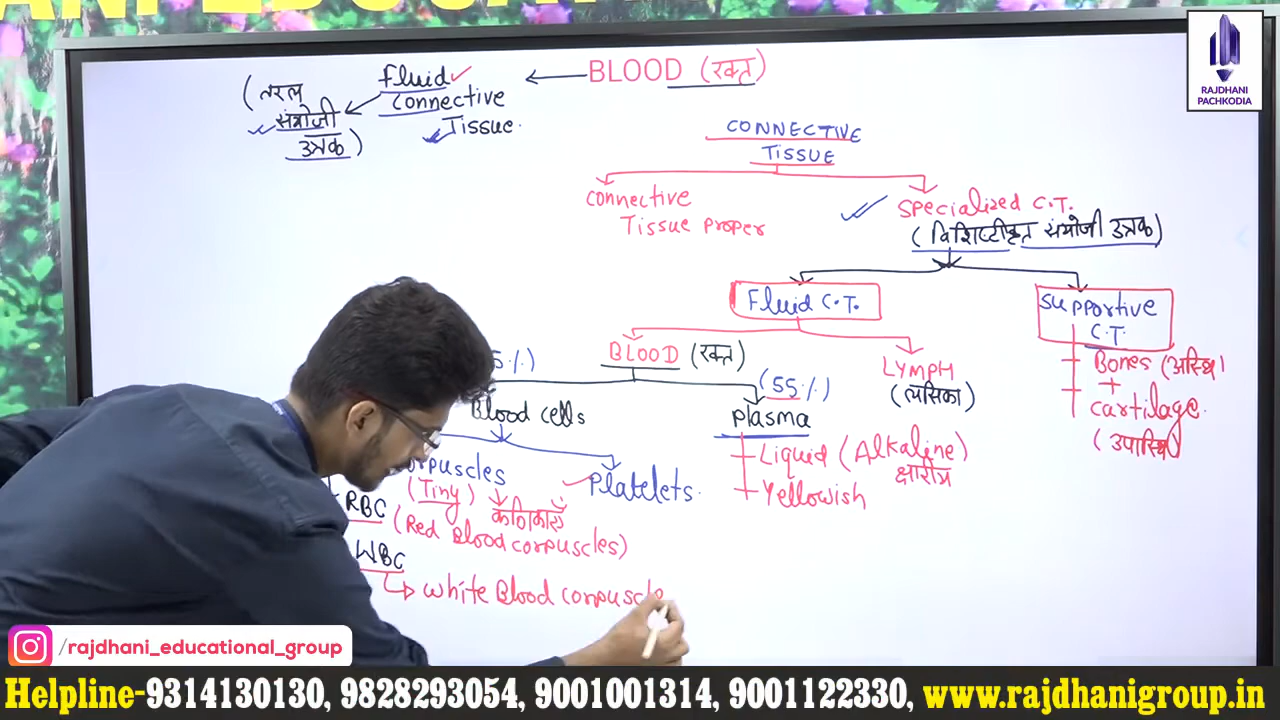 BLOOD (रक्त)
Fluid
Connective
Tissue.
(तरल
संयोजी
उत्तक)
RAJDHANI
PACHKODIA
CONNECTIVE
TISSUE
Connective
Tissue proper
Specialized C.T.
(विशिष्टीकृत संयोजी उत्तक)
Fluid C.T.
Supportive
C.T.
BLOOD (रक्त)
LYMPH
(लसिका)
Bones (अस्थि)
+
cartilage.
(उपास्थि)
5%)
(55%)
Blood cells
plasma
Liquid (Alkaline)
क्षारीय
Yellowish
orpuscles
(Tiny) कणिकाएँ
Platelets.
RBC (Red Blood corpuscles)
WBC
White Blood corpuscle
/rajdhani_educational_group
Helpline-9314130130, 9828293054, 9001001314, 9001122330, www.rajdhanigroup.in